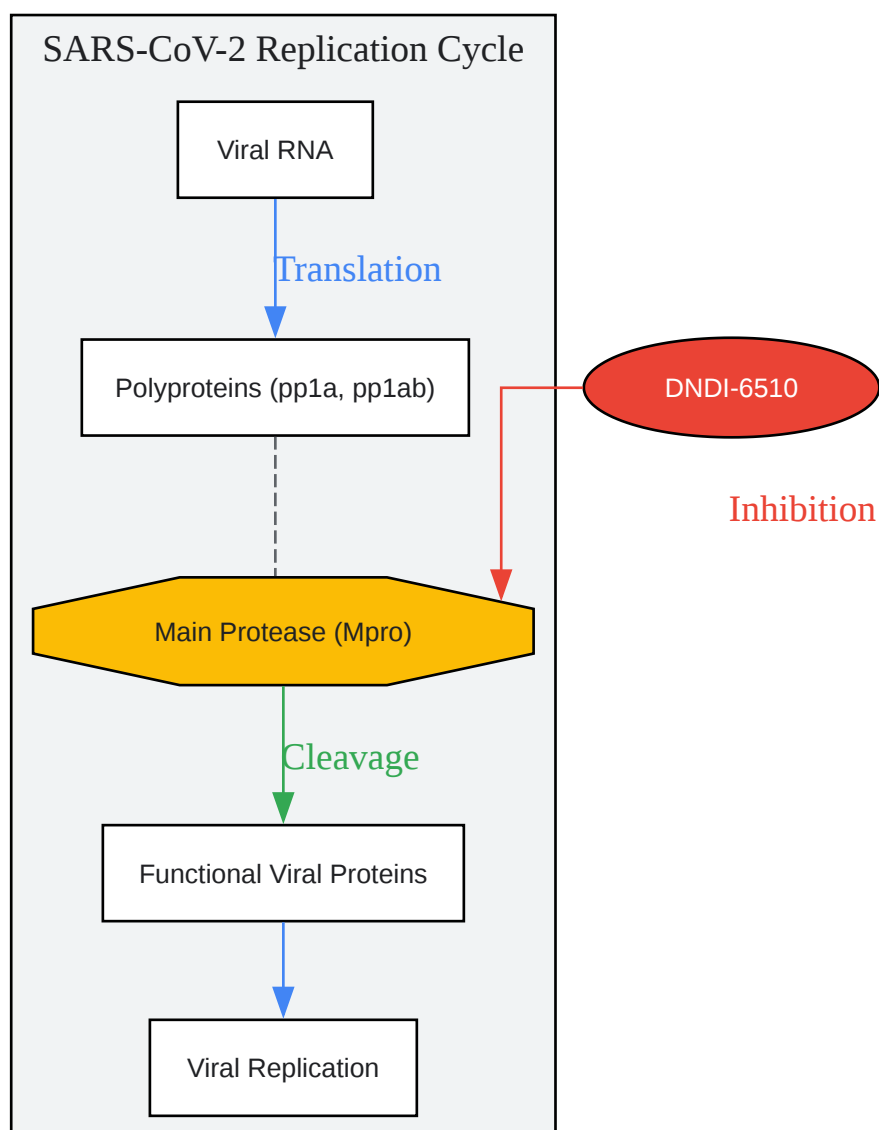 SARS-CoV-2 Replication Cycle
Viral RNA
Translation
Polyproteins (pp1a, pp1ab)
DNDI-6510
Inhibition
Main Protease (Mpro)
Cleavage
Functional Viral Proteins
Viral Replication